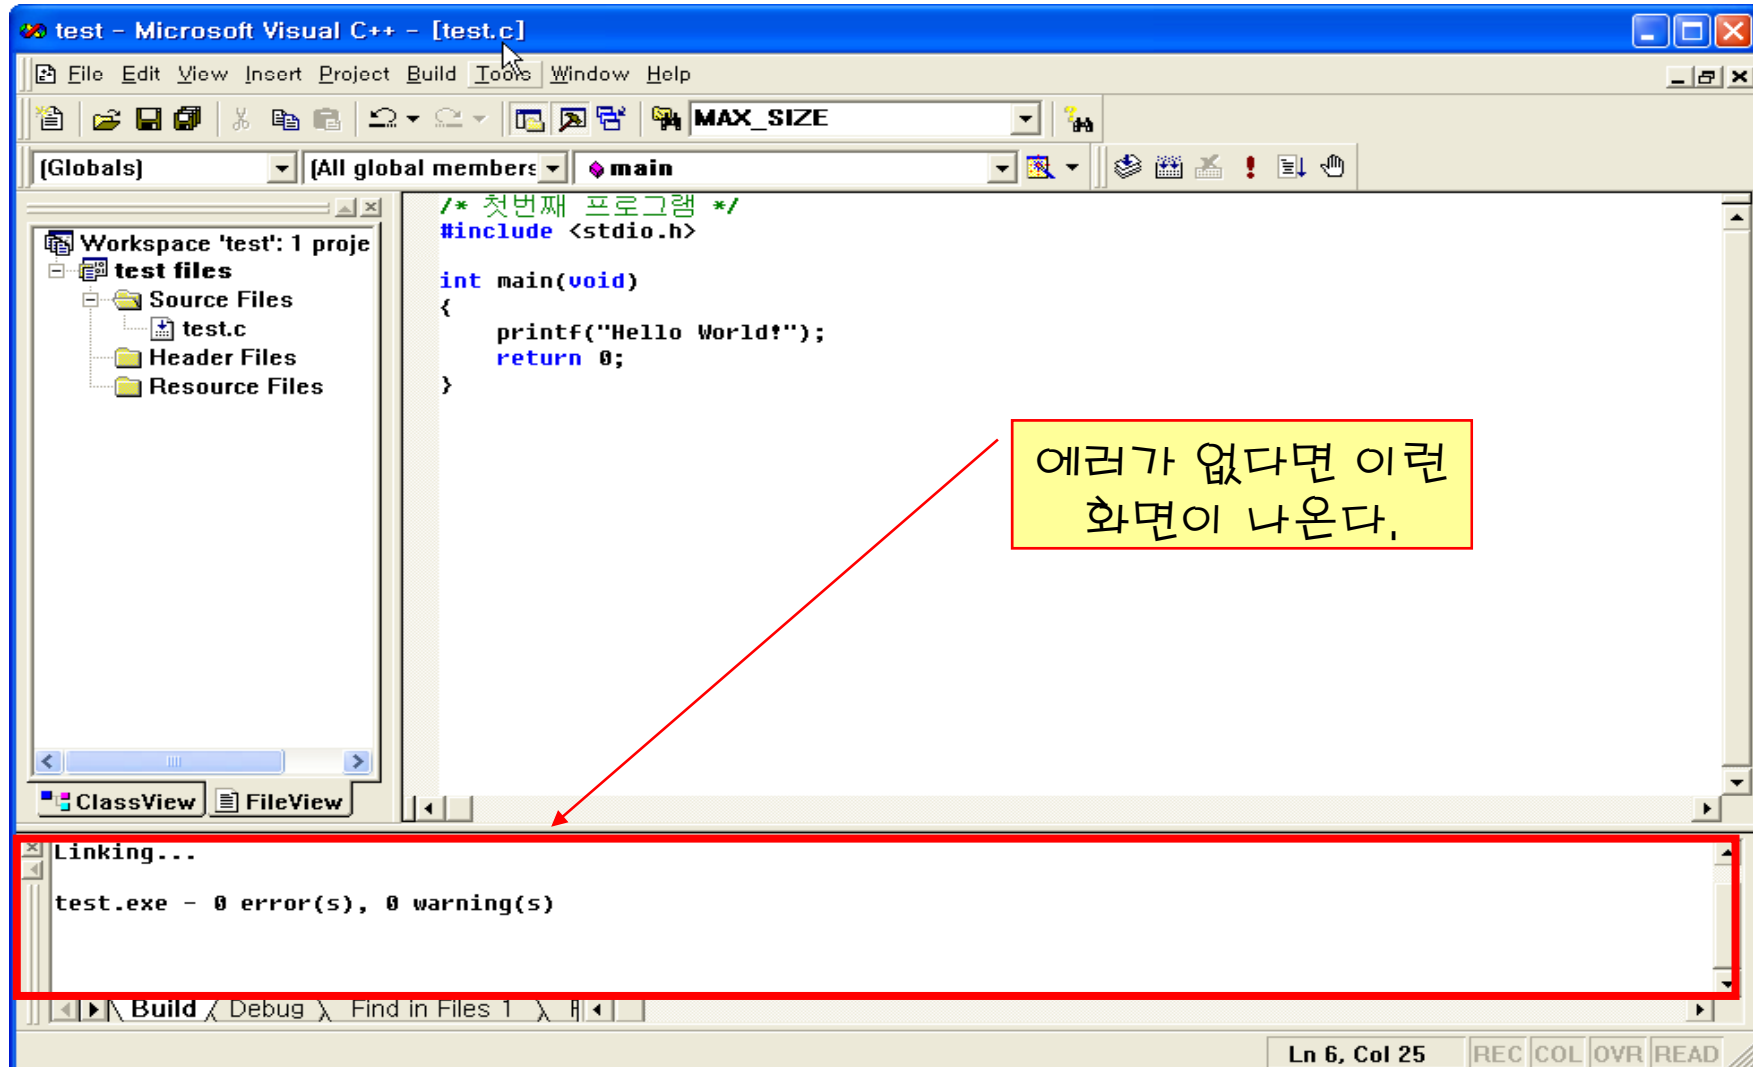 test - Microsoft Visual C++ - [test.c]
File Edit View Insert Project Build Tools Window Help
MAX_SIZE
(Globals) (All global members main
/* 첫번째 프로그램 */
#include <stdio.h>
int main(void)
{
printf("Hello World!");
return 0;
}
Workspace 'test': 1 proje
test files
Source Files
test.c
Header Files
Resource Files
에러가 없다면 이런
화면이 나온다.
ClassView FileView
Linking...
test.exe - 0 error(s), 0 warning(s)
Build Debug Find in Files 1
Ln 6, Col 25 REC COL OVR READ